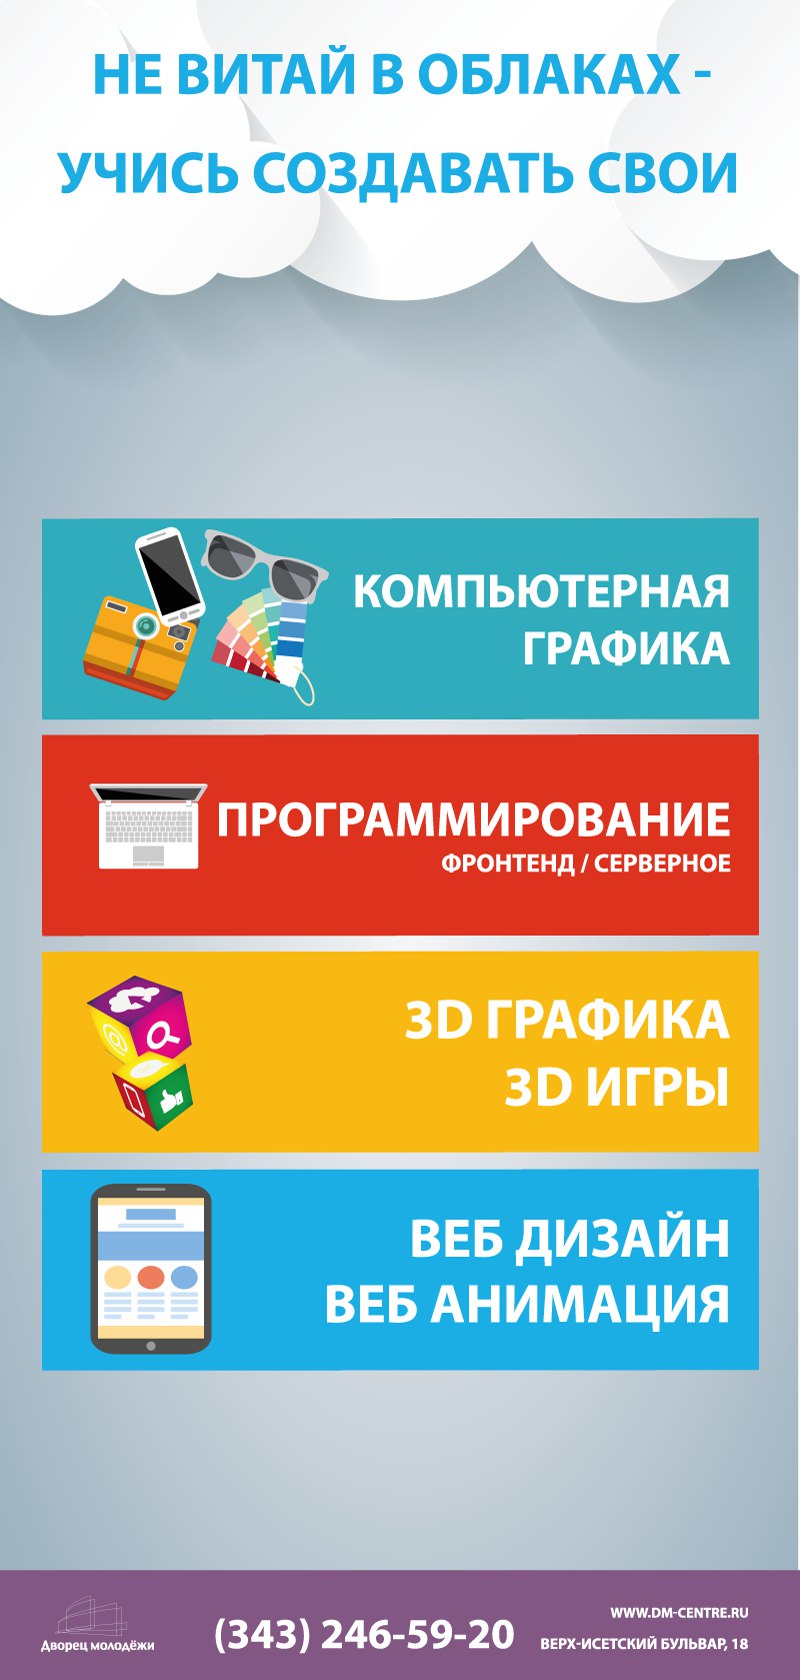 НЕ ВИТАЙ В ОБЛАКАХ -
УЧИСЬ СОЗДАВАТЬ СВОИ
КОМПЬЮТЕРНАЯ
ГРАФИКА
ПРОГРАММИРОВАНИЕ
ФРОНТЕНД / СЕРВЕРНОЕ
3D ГРАФИКА
3D ИГРЫ
ВЕБ ДИЗАЙН
ВЕБ АНИМАЦИЯ
Дворец молодёжи
(343) 246-59-20
WWW.DM-CENTRE.RU
ВЕРХ-ИСЕТСКИЙ БУЛЬВАР, 18